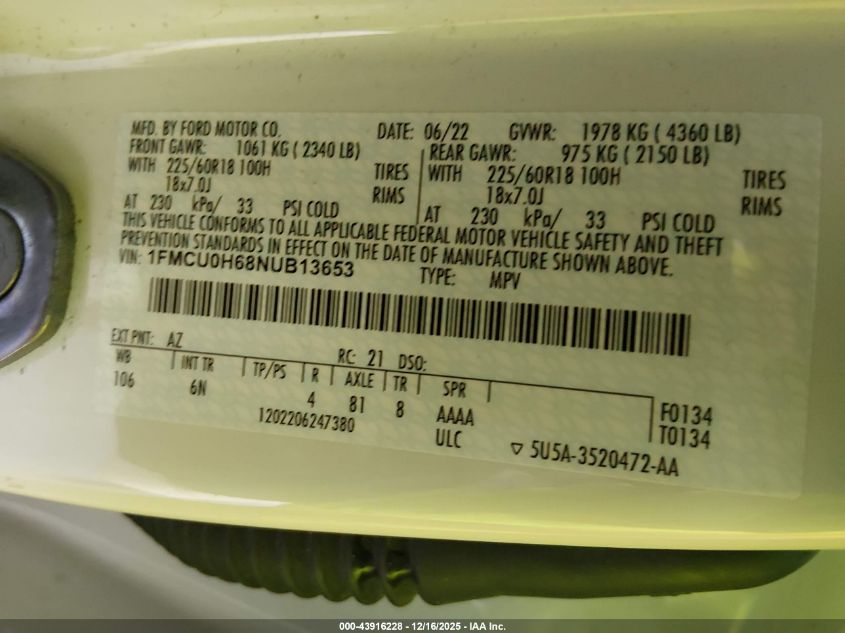 MFD. BY FORD MOTOR CO. DATE: 06/22 GVWR: 1978 KG ( 4360 LB)
FRONT GAWR: 1061 KG ( 2340 LB) REAR GAWR: 975 KG ( 2150 LB)
WITH 225/60R18 100H TIRES WITH 225/60R18 100H TIRES
18x7.0J RIMS 18x7.0J RIMS
AT 230 kPa/ 33 PSI COLD AT 230 kPa/ 33 PSI COLD
THIS VEHICLE CONFORMS TO ALL APPLICABLE FEDERAL MOTOR VEHICLE SAFETY AND THEFT
PREVENTION STANDARDS IN EFFECT ON THE DATE OF MANUFACTURE SHOWN ABOVE.
VIN: 1FMCU0H68NUB13653 TYPE: MPV
EXT PNT: AZ RC: 21 DSO:
WB INT TR TP/PS R AXLE TR SPR
106 6N 4 81 8 AAAA F0134
1202206247380 ULC T0134
▽ 5U5A-3520472-AA
000-43916228 - 12/16/2025 - IAA Inc.